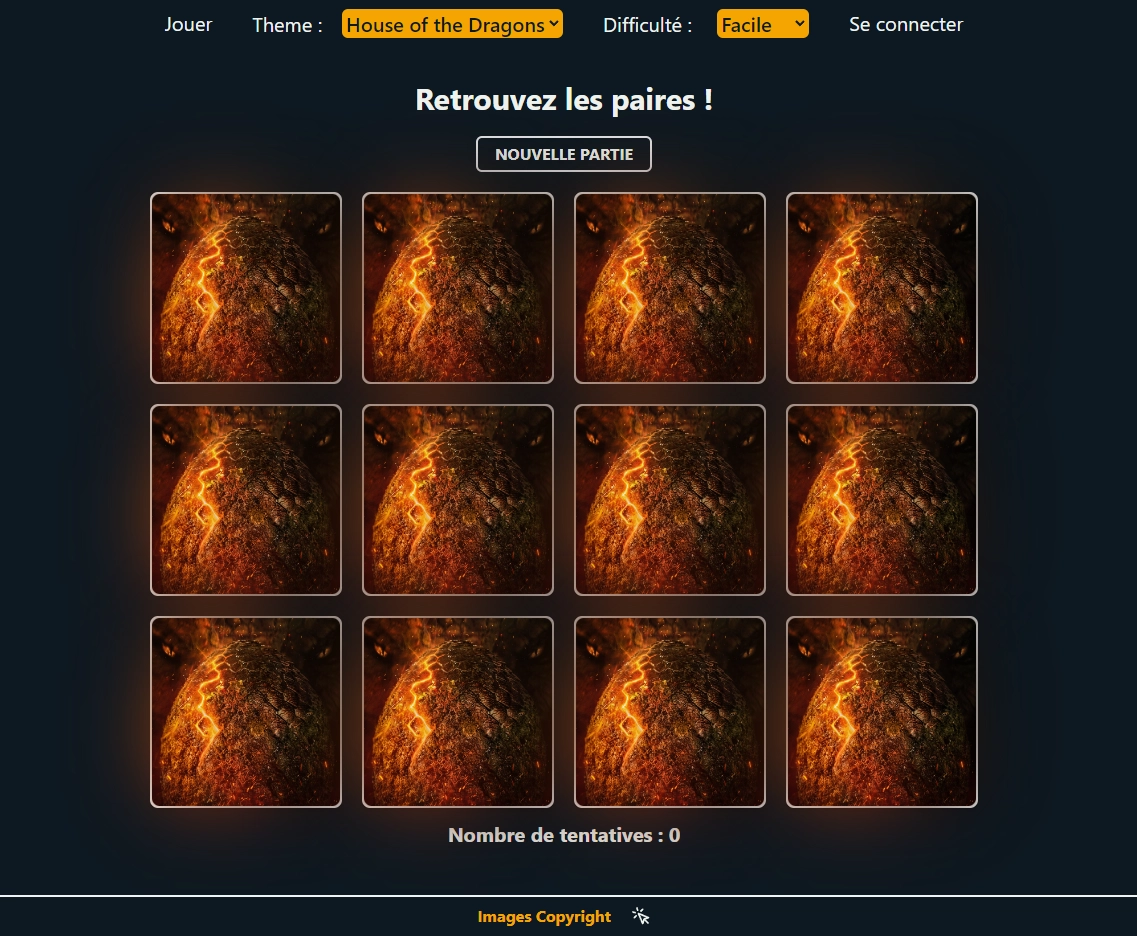 Jouer Theme : House of the Dragons Difficulté : Facile Se connecter
Retrouvez les paires !
NOUVELLE PARTIE
Nombre de tentatives : 0
Images Copyright